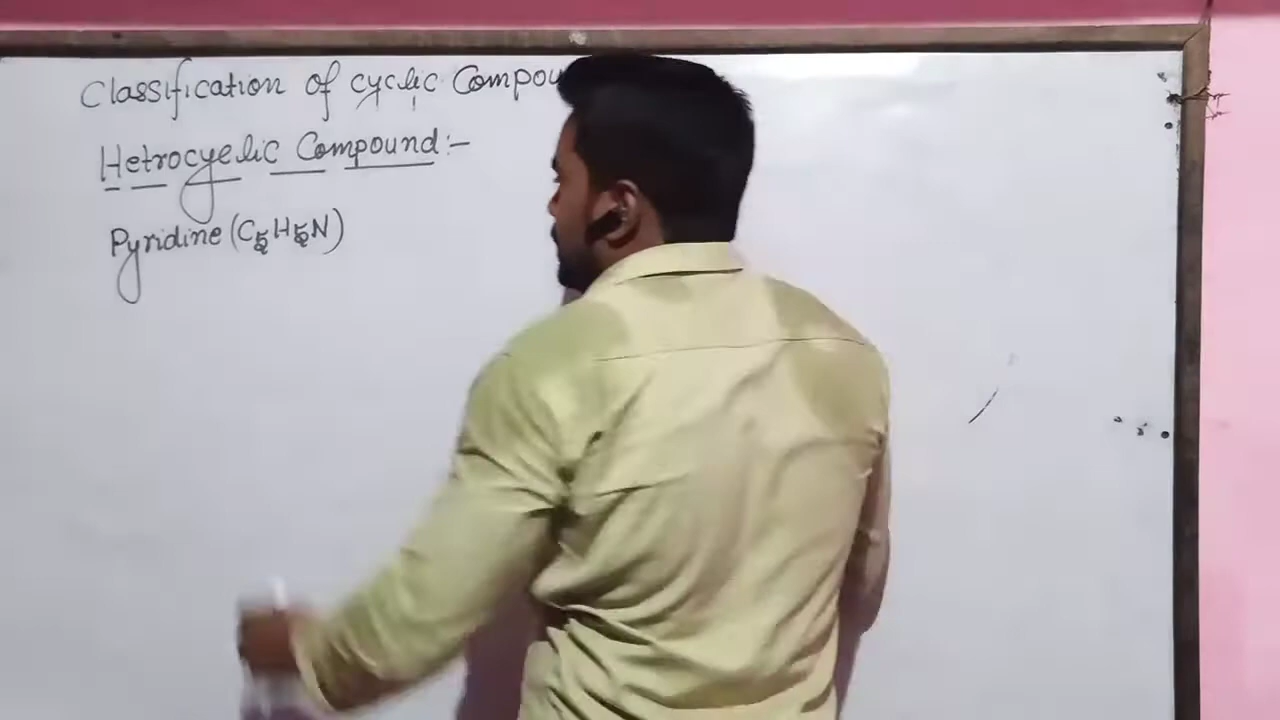 Classification of cyclic Compou
Hetrocyclic Compound:-
Pyridine (C5H5N)